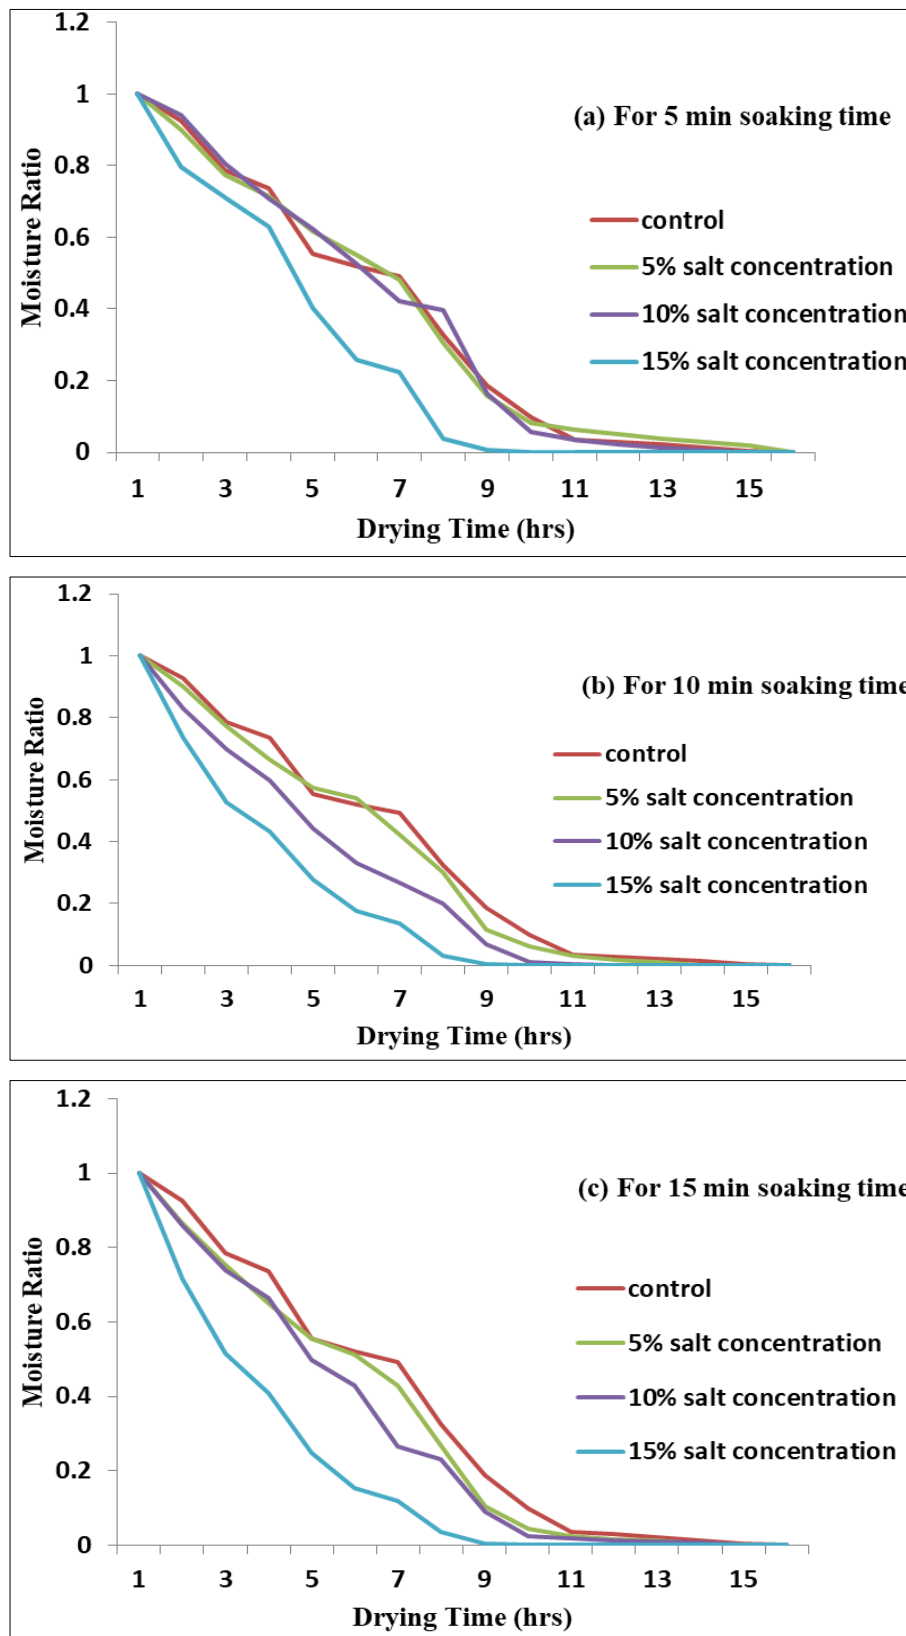 1.2
1
0.8
0.6
0.4
0.2
0
Moisture Ratio
(a) For 5 min soaking time
control
5% salt concentration
10% salt concentration
15% salt concentration
1 3 5 7 9 11 13 15
Drying Time (hrs)
1.2
1
0.8
0.6
0.4
0.2
0
Moisture Ratio
(b) For 10 min soaking time
control
5% salt concentration
10% salt concentration
15% salt concentration
1 3 5 7 9 11 13 15
Drying Time (hrs)
1.2
1
0.8
0.6
0.4
0.2
0
Moisture Ratio
(c) For 15 min soaking time
control
5% salt concentration
10% salt concentration
15% salt concentration
1 3 5 7 9 11 13 15
Drying Time (hrs)